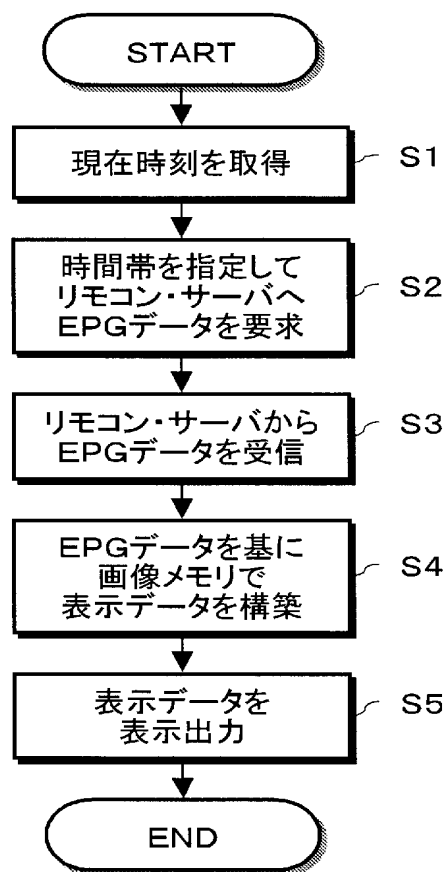 START
現在時刻を取得
S1
時間帯を指定して
リモコン・サーバへ
EPGデータを要求
S2
リモコン・サーバから
EPGデータを受信
S3
EPGデータを基に
画像メモリで
表示データを構築
S4
表示データを
表示出力
S5
END